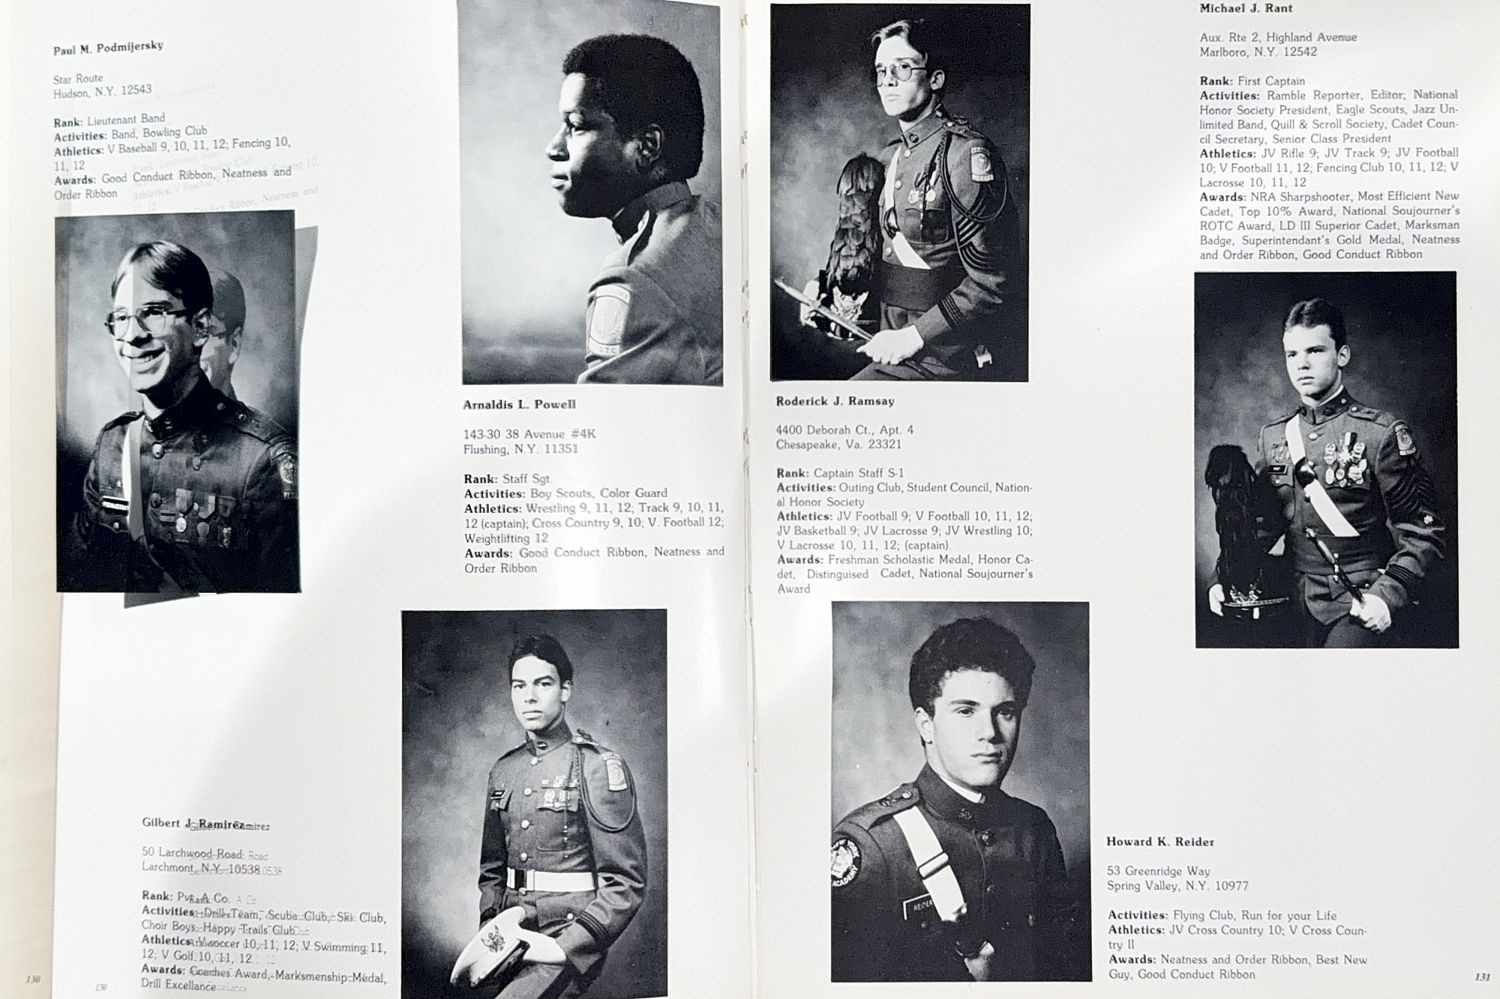 Paul M. Podmijersky
Star Route
Hudson, N.Y. 12543
Rank: Lieutenant Band
Activities: Band, Bowling Club
Athletics: V Baseball 9, 10, 11, 12; Fencing 10,
11, 12
Awards: Good Conduct Ribbon, Neatness and
Order Ribbon
Arnaldis L. Powell
143-30 38 Avenue #4K
Flushing, N.Y. 11351
Rank: Staff Sgt.
Activities: Boy Scouts, Color Guard
Athletics: Wrestling 9, 11, 12; Track 9, 10, 11,
12 (captain); Cross Country 9, 10; V. Football 12;
Weightlifting 12
Awards: Good Conduct Ribbon, Neatness and
Order Ribbon
Gilbert J. Ramirez
50 Larchwood Road
Larchmont, N.Y. 10538
Rank: Pvt. A Co.
Activities: Drill Team, Scuba Club, Ski Club,
Choir Boys, Happy Trails Club
Athletics: V soccer 10, 11, 12; V Swimming 11,
12; V Golf 10, 11, 12
Awards: Coaches Award, Marksmenship Medal,
Drill Excellance
130
130
Roderick J. Ramsay
4400 Deborah Ct., Apt. 4
Chesapeake, Va. 23321
Rank: Captain Staff S-1
Activities: Outing Club, Student Council, Nation-
al Honor Society
Athletics: JV Football 9; V Football 10, 11, 12;
JV Basketball 9; JV Lacrosse 9; JV Wrestling 10;
V Lacrosse 10, 11, 12; (captain)
Awards: Freshman Scholastic Medal, Honor Ca-
det, Distinguised Cadet, National Soujourner's
Award
Michael J. Rant
Aux. Rte 2, Highland Avenue
Marlboro, N.Y. 12542
Rank: First Captain
Activities: Ramble Reporter, Editor; National
Honor Society President, Eagle Scouts, Jazz Un-
limited Band, Quill & Scroll Society, Cadet Coun-
cil Secretary, Senior Class President
Athletics: JV Rifle 9; JV Track 9; JV Football
10; V Football 11, 12; Fencing Club 10, 11, 12; V
Lacrosse 10, 11, 12
Awards: NRA Sharpshooter, Most Efficient New
Cadet, Top 10% Award, National Soujourner's
ROTC Award, LD III Superior Cadet, Marksman
Badge, Superintendant's Gold Medal, Neatness
and Order Ribbon, Good Conduct Ribbon
REIDER
ACADEMY
Howard K. Reider
53 Greenridge Way
Spring Valley, N.Y. 10977
Activities: Flying Club, Run for your Life
Athletics: JV Cross Country 10; V Cross Coun-
try 11
Awards: Neatness and Order Ribbon, Best New
Guy, Good Conduct Ribbon
131